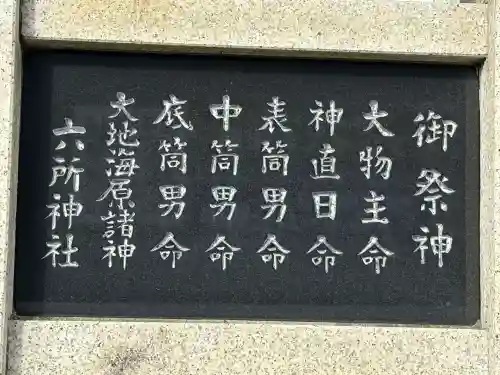 御祭神
大物主命
神直日命
表筒男命
中筒男命
底筒男命
大地海原諸神
六所神社